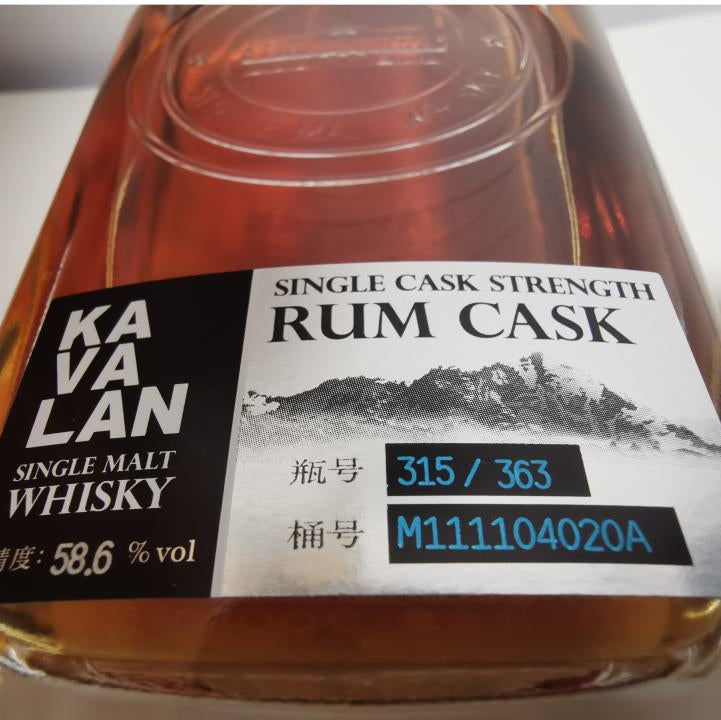 KA
VA
LAN
SINGLE MALT
WHISKY
精度: 58.6 % vol
SINGLE CASK STRENGTH
RUM CASK
瓶号 315 / 363
桶号 M111104020A